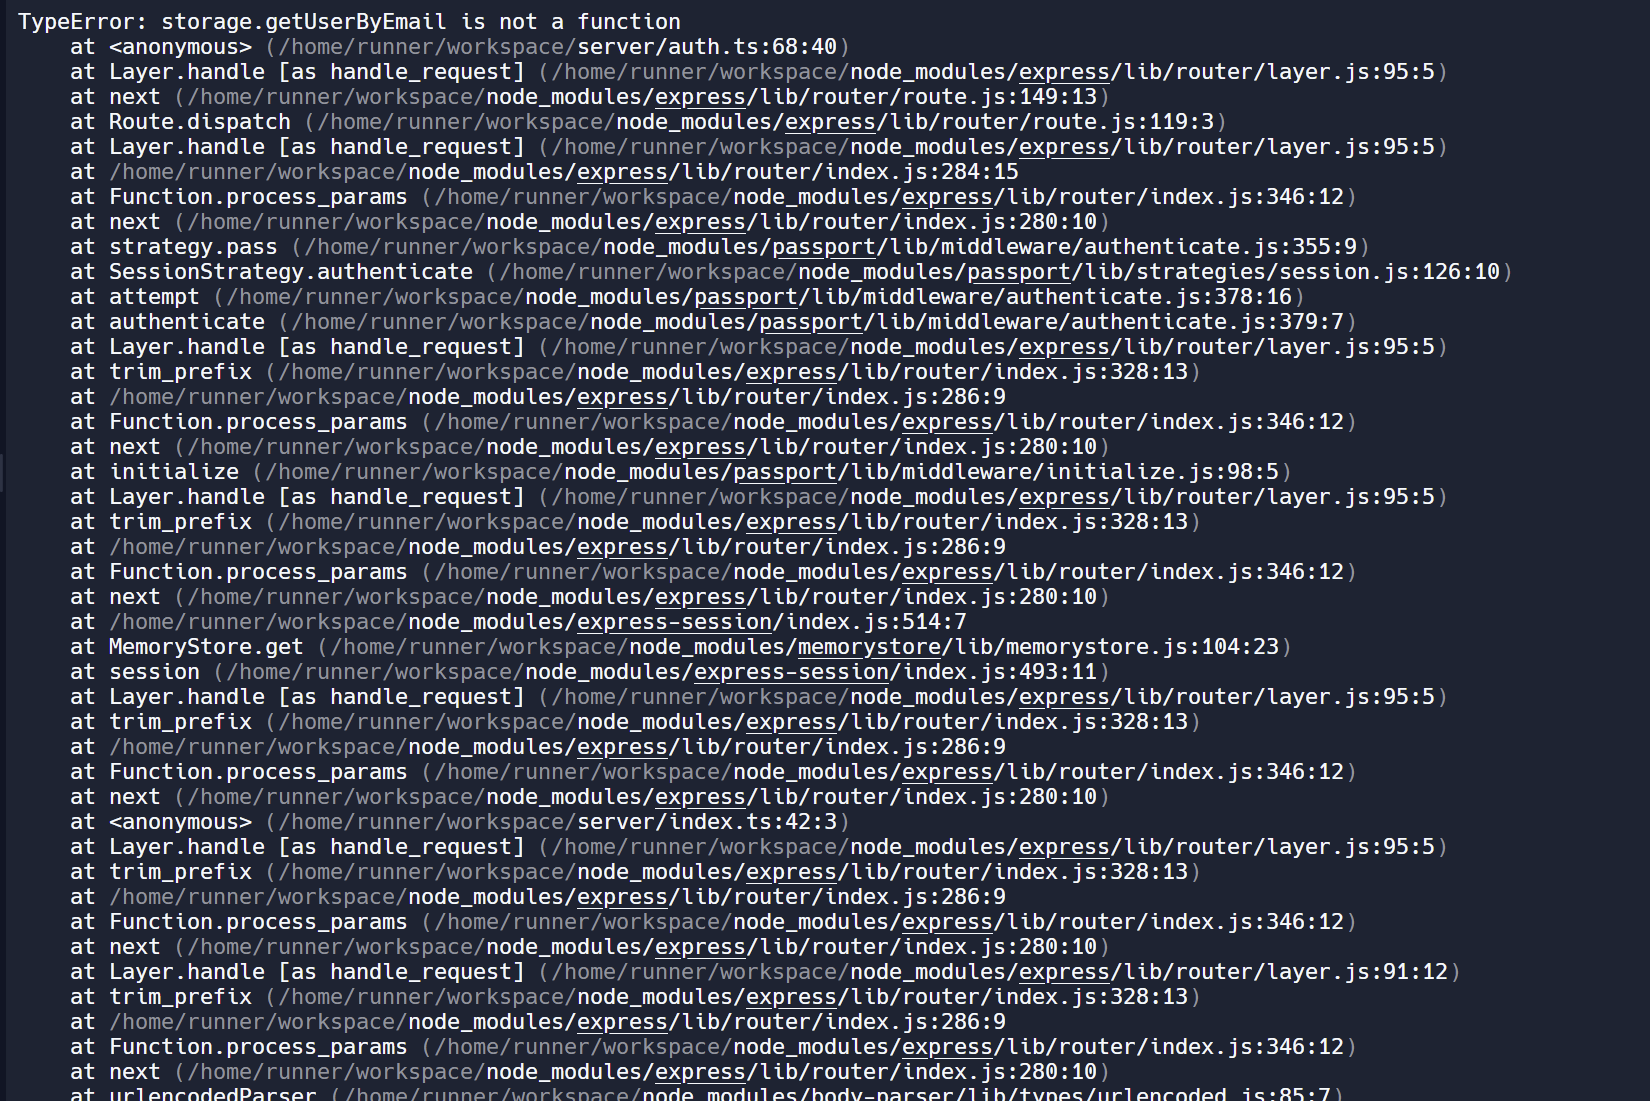 TypeError: storage.getUserByEmail is not a function
at <anonymous> (/home/runner/workspace/server/auth.ts:68:40)
at Layer.handle [as handle_request] (/home/runner/workspace/node_modules/express/lib/router/layer.js:95:5)
at next (/home/runner/workspace/node_modules/express/lib/router/route.js:149:13)
at Route.dispatch (/home/runner/workspace/node_modules/express/lib/router/route.js:119:3)
at Layer.handle [as handle_request] (/home/runner/workspace/node_modules/express/lib/router/layer.js:95:5)
at /home/runner/workspace/node_modules/express/lib/router/index.js:284:15
at Function.process_params (/home/runner/workspace/node_modules/express/lib/router/index.js:346:12)
at next (/home/runner/workspace/node_modules/express/lib/router/index.js:280:10)
at strategy.pass (/home/runner/workspace/node_modules/passport/lib/middleware/authenticate.js:355:9)
at SessionStrategy.authenticate (/home/runner/workspace/node_modules/passport/lib/strategies/session.js:126:10)
at attempt (/home/runner/workspace/node_modules/passport/lib/middleware/authenticate.js:378:16)
at authenticate (/home/runner/workspace/node_modules/passport/lib/middleware/authenticate.js:379:7)
at Layer.handle [as handle_request] (/home/runner/workspace/node_modules/express/lib/router/layer.js:95:5)
at trim_prefix (/home/runner/workspace/node_modules/express/lib/router/index.js:328:13)
at /home/runner/workspace/node_modules/express/lib/router/index.js:286:9
at Function.process_params (/home/runner/workspace/node_modules/express/lib/router/index.js:346:12)
at next (/home/runner/workspace/node_modules/express/lib/router/index.js:280:10)
at initialize (/home/runner/workspace/node_modules/passport/lib/middleware/initialize.js:98:5)
at Layer.handle [as handle_request] (/home/runner/workspace/node_modules/express/lib/router/layer.js:95:5)
at trim_prefix (/home/runner/workspace/node_modules/express/lib/router/index.js:328:13)
at /home/runner/workspace/node_modules/express/lib/router/index.js:286:9
at Function.process_params (/home/runner/workspace/node_modules/express/lib/router/index.js:346:12)
at next (/home/runner/workspace/node_modules/express/lib/router/index.js:280:10)
at /home/runner/workspace/node_modules/express-session/index.js:514:7
at MemoryStore.get (/home/runner/workspace/node_modules/memorystore/lib/memorystore.js:104:23)
at session (/home/runner/workspace/node_modules/express-session/index.js:493:11)
at Layer.handle [as handle_request] (/home/runner/workspace/node_modules/express/lib/router/layer.js:95:5)
at trim_prefix (/home/runner/workspace/node_modules/express/lib/router/index.js:328:13)
at /home/runner/workspace/node_modules/express/lib/router/index.js:286:9
at Function.process_params (/home/runner/workspace/node_modules/express/lib/router/index.js:346:12)
at next (/home/runner/workspace/node_modules/express/lib/router/index.js:280:10)
at <anonymous> (/home/runner/workspace/server/index.ts:42:3)
at Layer.handle [as handle_request] (/home/runner/workspace/node_modules/express/lib/router/layer.js:95:5)
at trim_prefix (/home/runner/workspace/node_modules/express/lib/router/index.js:328:13)
at /home/runner/workspace/node_modules/express/lib/router/index.js:286:9
at Function.process_params (/home/runner/workspace/node_modules/express/lib/router/index.js:346:12)
at next (/home/runner/workspace/node_modules/express/lib/router/index.js:280:10)
at Layer.handle [as handle_request] (/home/runner/workspace/node_modules/express/lib/router/layer.js:91:12)
at trim_prefix (/home/runner/workspace/node_modules/express/lib/router/index.js:328:13)
at /home/runner/workspace/node_modules/express/lib/router/index.js:286:9
at Function.process_params (/home/runner/workspace/node_modules/express/lib/router/index.js:346:12)
at next (/home/runner/workspace/node_modules/express/lib/router/index.js:280:10)
at urlencodedParser (/home/runner/workspace/node_modules/body-parser/lib/types/urlencoded.js:85:7)